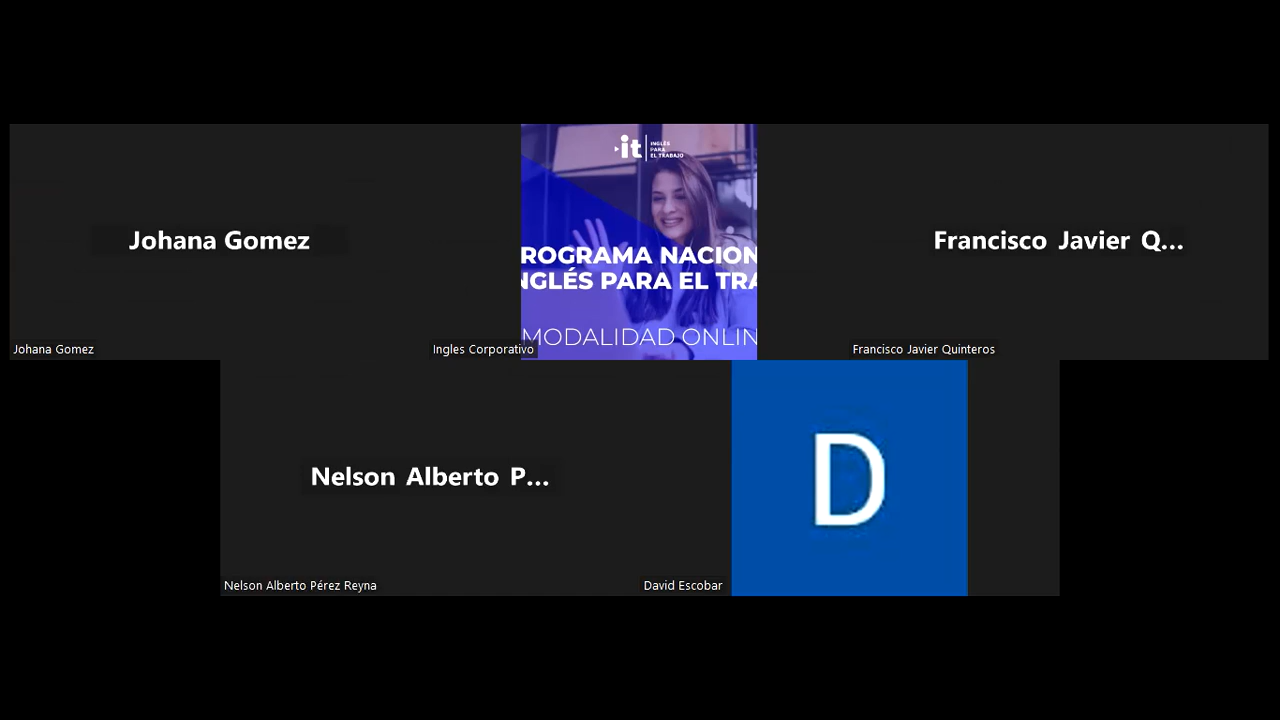 it INGLÉS
PARA
EL TRABAJO
Johana Gomez
ROGRAMA NACION
NGLÉS PARA EL TRA
MODALIDAD ONLIN
Francisco Javier Q...
Johana Gomez
Ingles Corporativo
Francisco Javier Quinteros
Nelson Alberto P...
D
Nelson Alberto Pérez Reyna
David Escobar